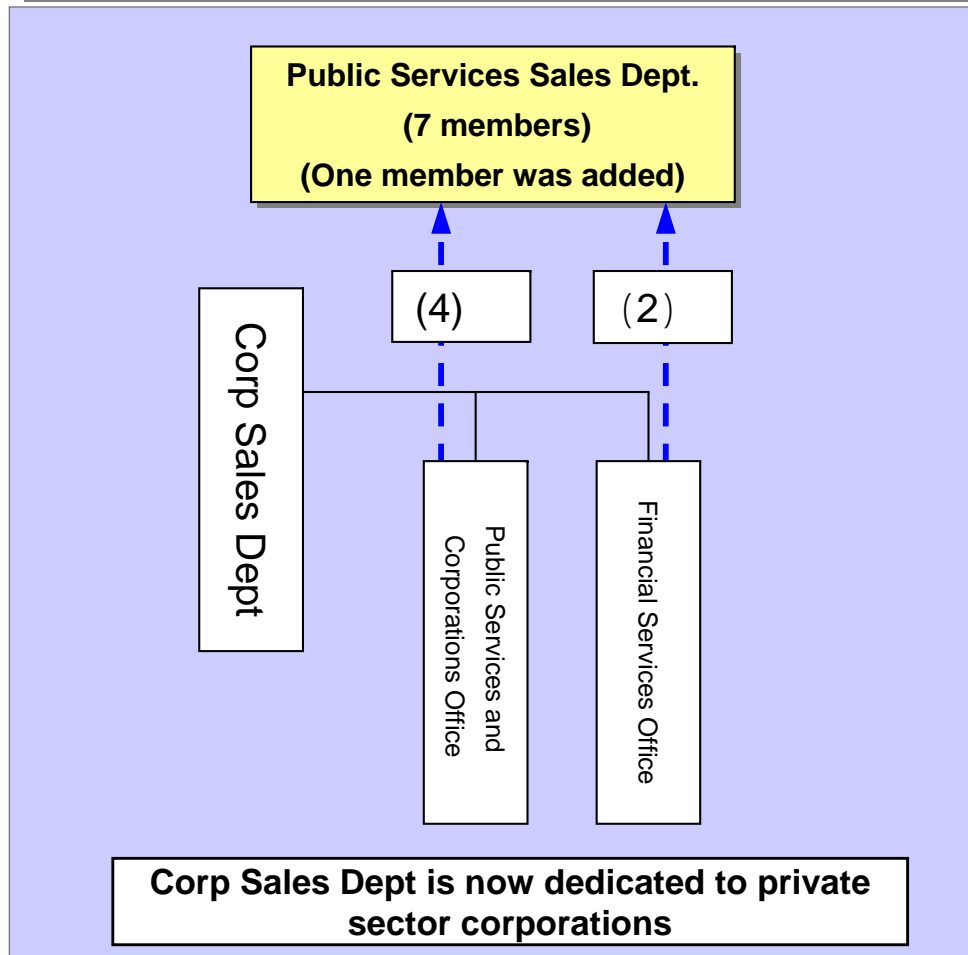 Public Services Sales Dept.
(7 members)
(One member was added)
(4)
(2)
Corp Sales Dept
Public Services and
Corporations Office
Financial Services Office
Corp Sales Dept is now dedicated to private
sector corporations